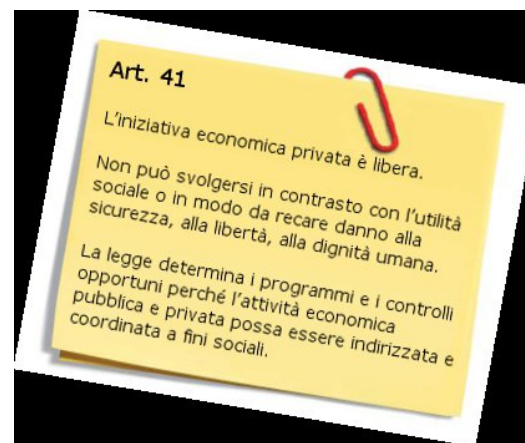 Art. 41
L'iniziativa economica privata è libera.
Non può svolgersi in contrasto con l'utilità
sociale o in modo da recare danno alla
sicurezza, alla libertà, alla dignità umana.
La legge determina i programmi e i controlli
opportuni perché l'attività economica
pubblica e privata possa essere indirizzata e
coordinata a fini sociali.